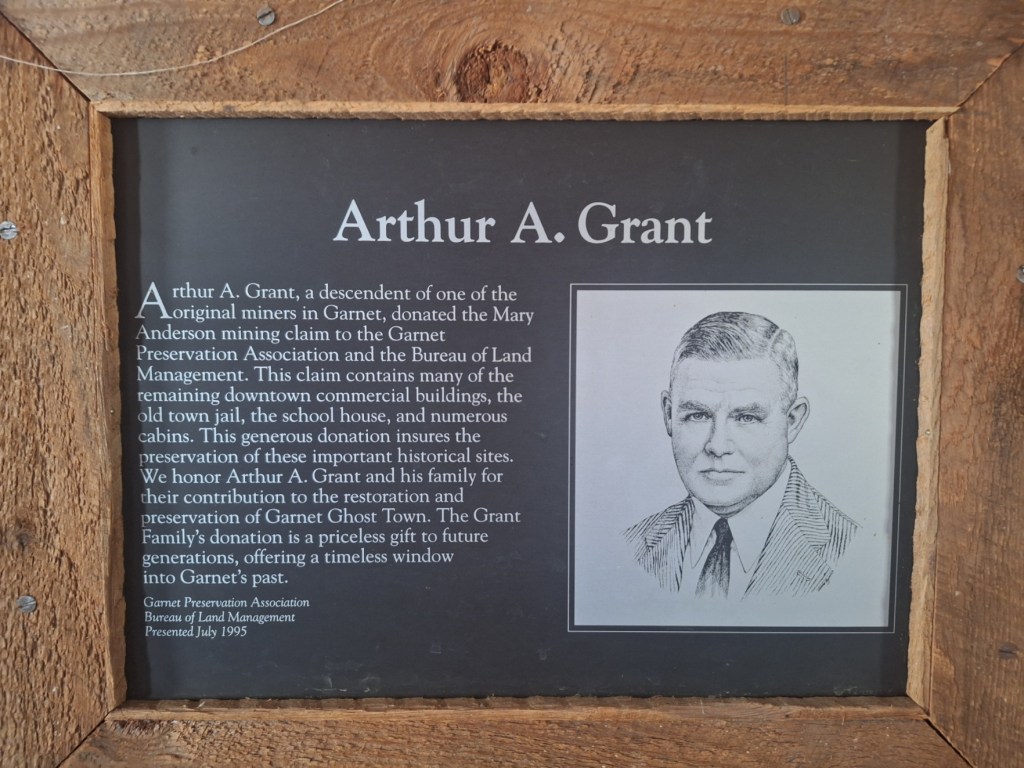 Arthur A. Grant
Arthur A. Grant, a descendent of one of the
original miners in Garnet, donated the Mary
Anderson mining claim to the Garnet
Preservation Association and the Bureau of Land
Management. This claim contains many of the
remaining downtown commercial buildings, the
old town jail, the school house, and numerous
cabins. This generous donation insures the
preservation of these important historical sites.
We honor Arthur A. Grant and his family for
their contribution to the restoration and
preservation of Garnet Ghost Town. The Grant
Family's donation is a priceless gift to future
generations, offering a timeless window
into Garnet's past.
Garnet Preservation Association
Bureau of Land Management
Presented July 1995